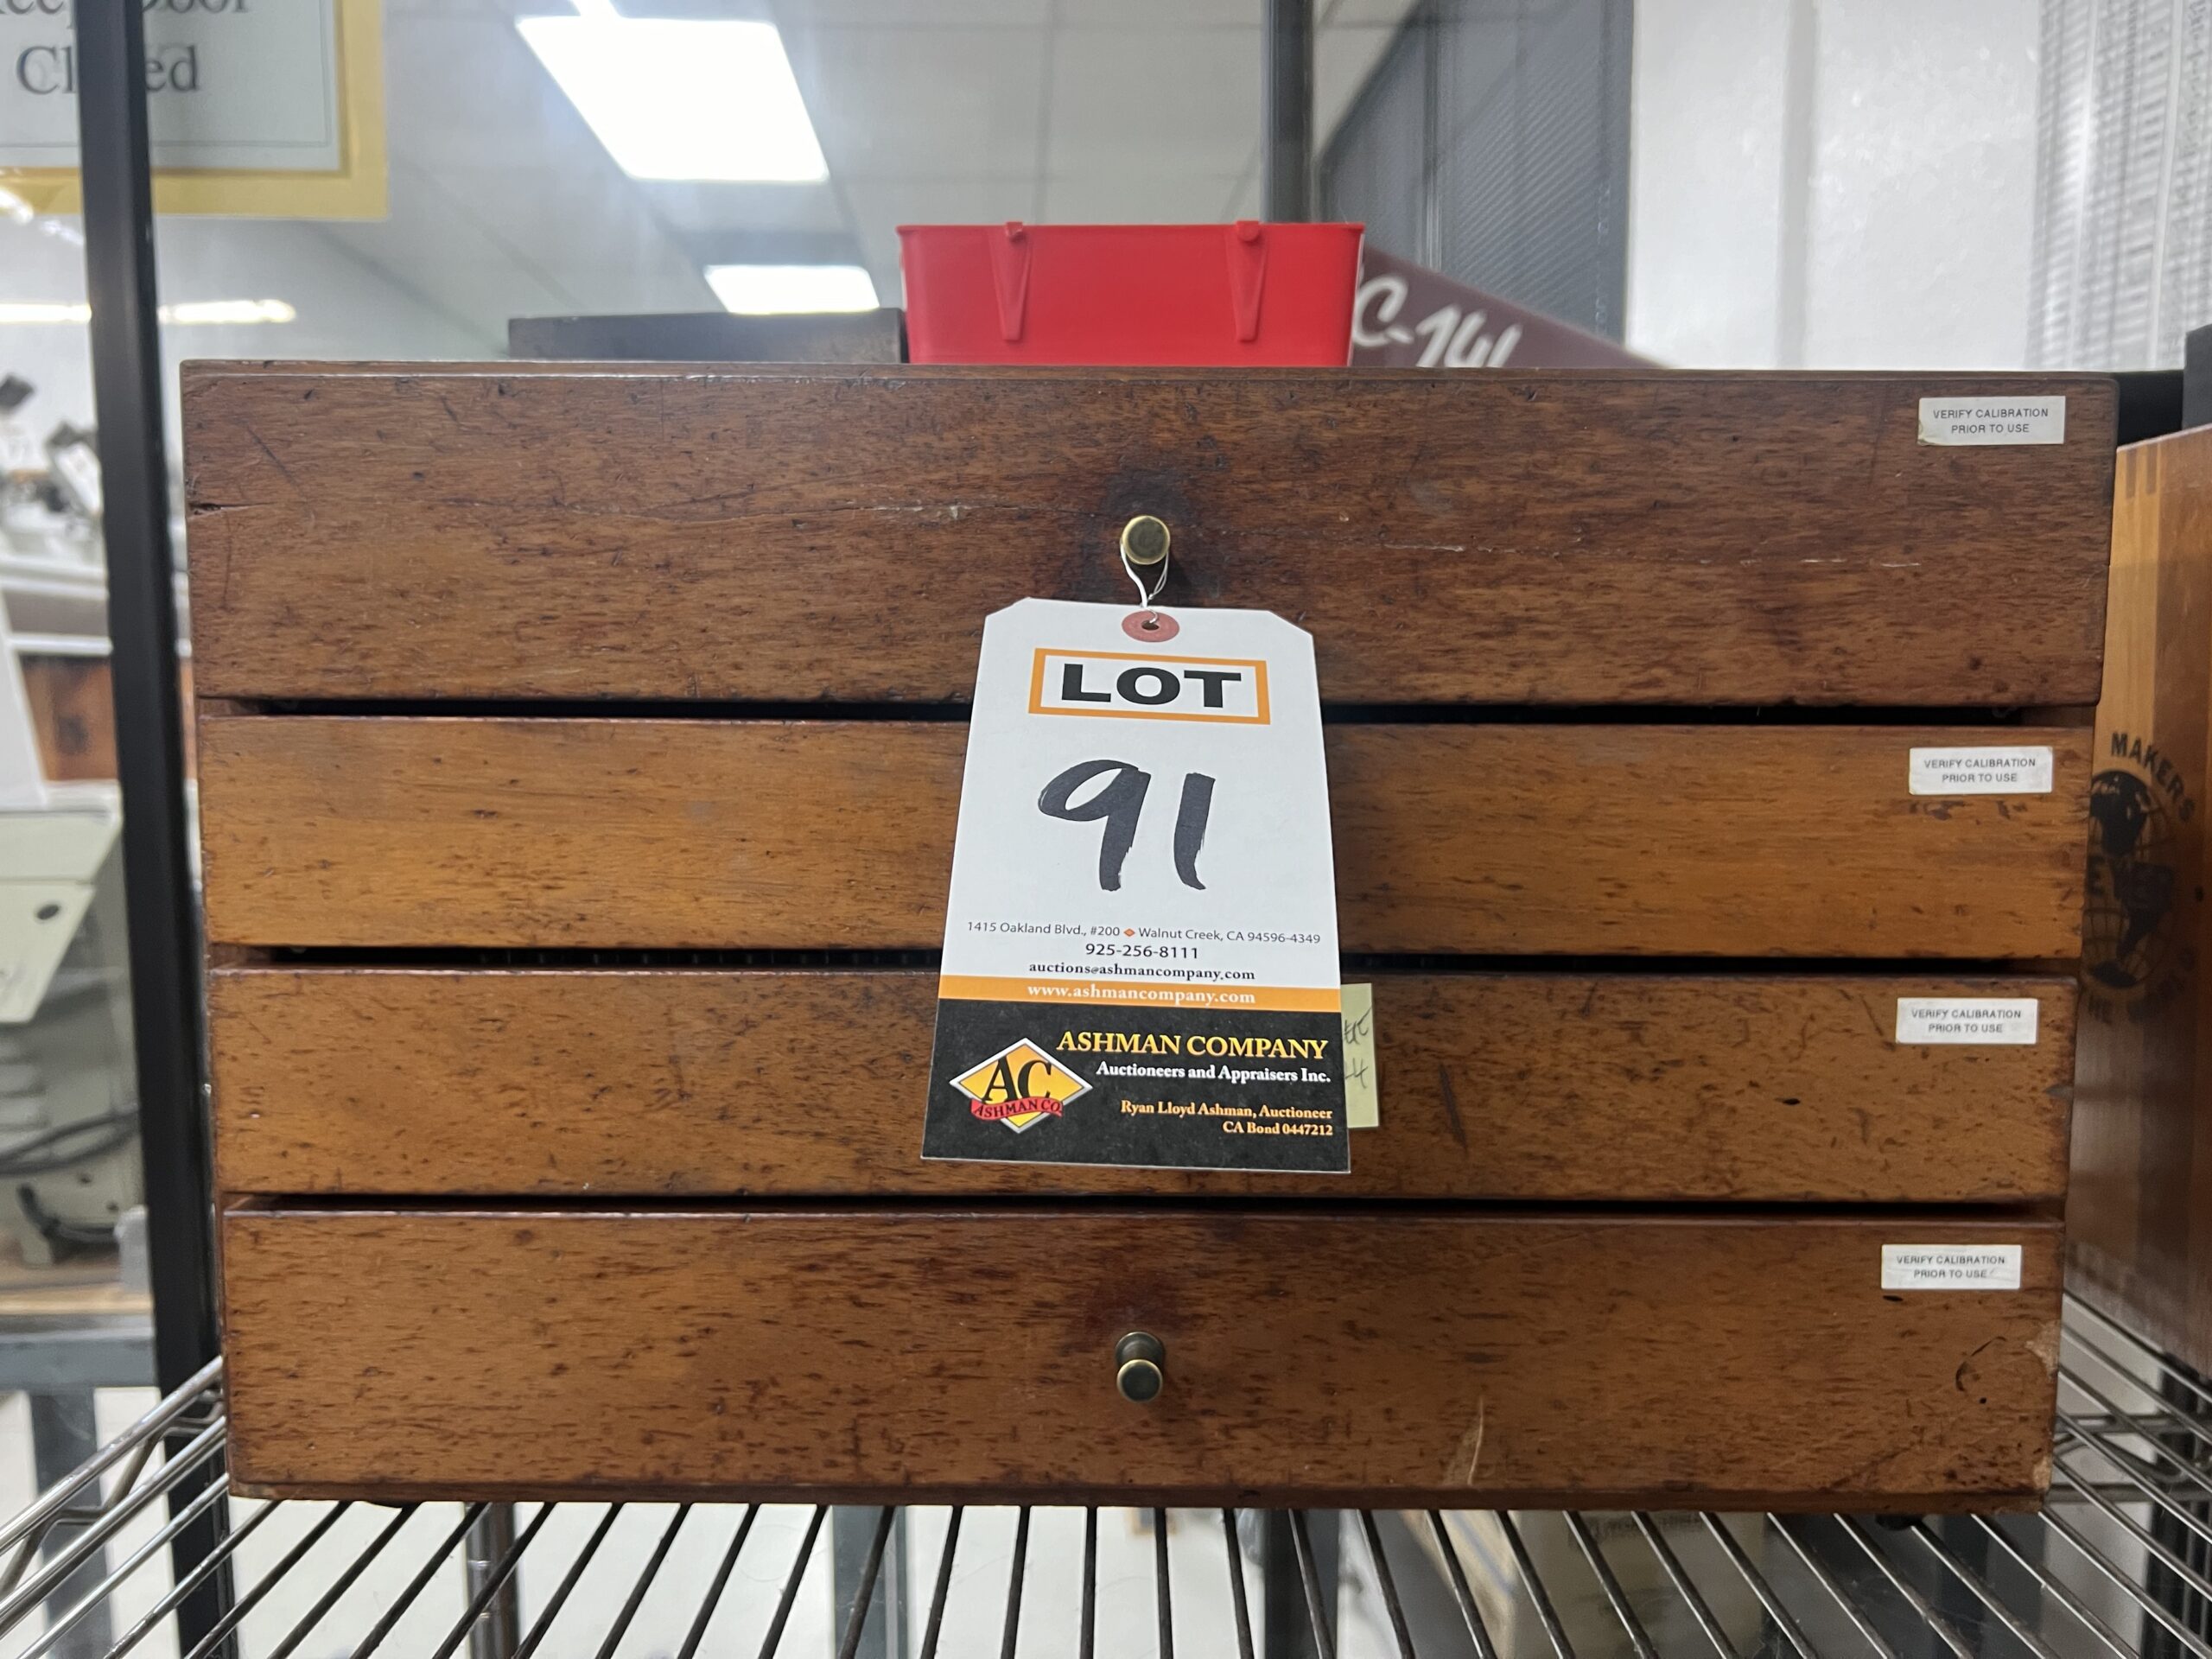 Closed
C-141
VERIFY CALIBRATION
PRIOR TO USE
LOT
91
1415 Oakland Blvd., #200 Walnut Creek, CA 94596-4349
925-256-8111
auctions@ashmancompany.com
www.ashmancompany.com
ASHMAN COMPANY
Auctioneers and Appraisers Inc.
AC
ASHMAN CO.
Ryan Lloyd Ashman, Auctioneer
CA Bond 0447212
VERIFY CALIBRATION
PRIOR TO USE
MAKERS
VERIFY CALIBRATION
PRIOR TO USE
VERIFY CALIBRATION
PRIOR TO USE